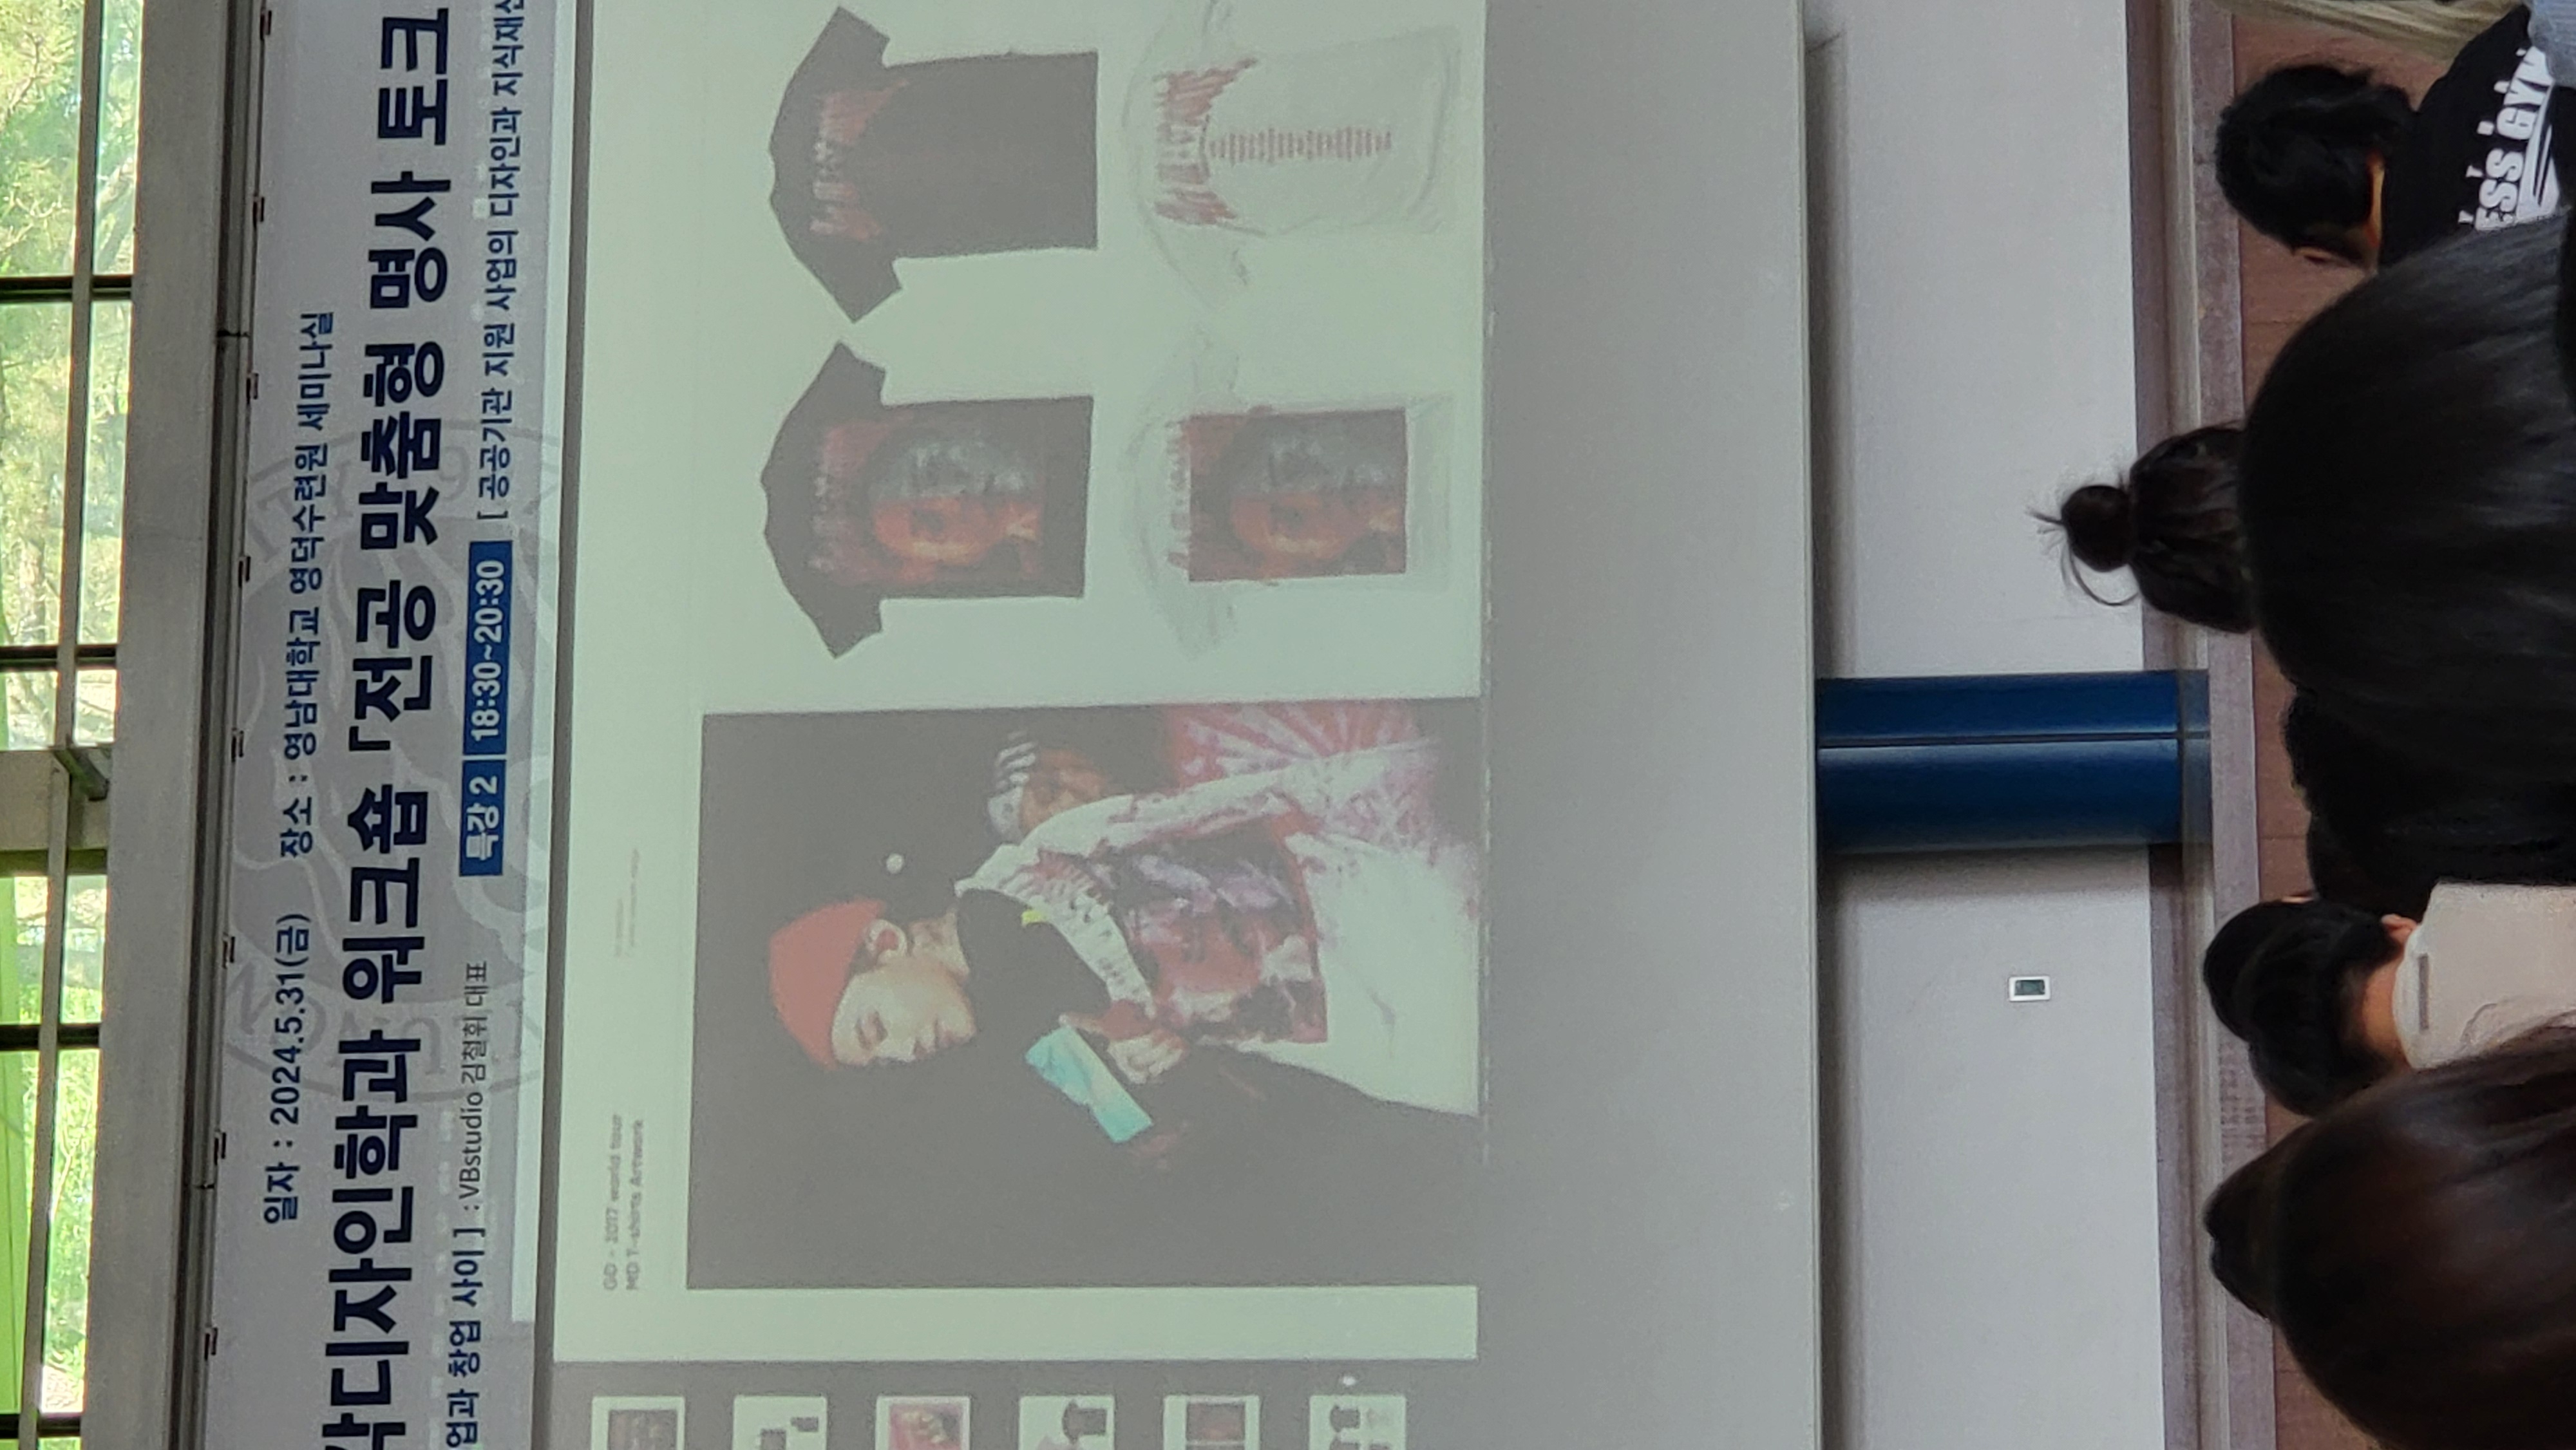 일자 : 2024.5.31(금) 장소 : 영남대학교 영덕수련원 세미나실
각디자인학과 워크숍 「전공 맞춤형 명사 토크
업과 창업 사이 ] : VBstudio 김철휘 대표 특강 2 18:30~20:30 [ 공공기관 지원 사업의 디자인과 지식재산
GD - 2017 world tour
MD T-shirts Artwork
ESS GYM